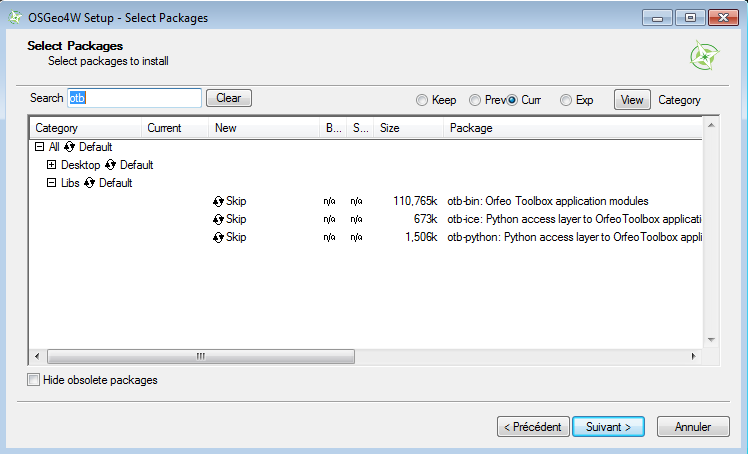 OSGeo4W Setup - Select Packages
Select Packages
Select packages to install
Search otb Clear Keep Prev Curr Exp View Category
Category Current New B... S... Size Package
All Default
Desktop Default
Libs Default
Skip n/a n/a 110,765k otb-bin: Orfeo Toolbox application modules
Skip n/a n/a 673k otb-ice: Python access layer to OrfeoToolbox applicati
Skip n/a n/a 1,506k otb-python: Python access layer to OrfeoToolbox appli
Hide obsolete packages
< Précédent Suivant > Annuler